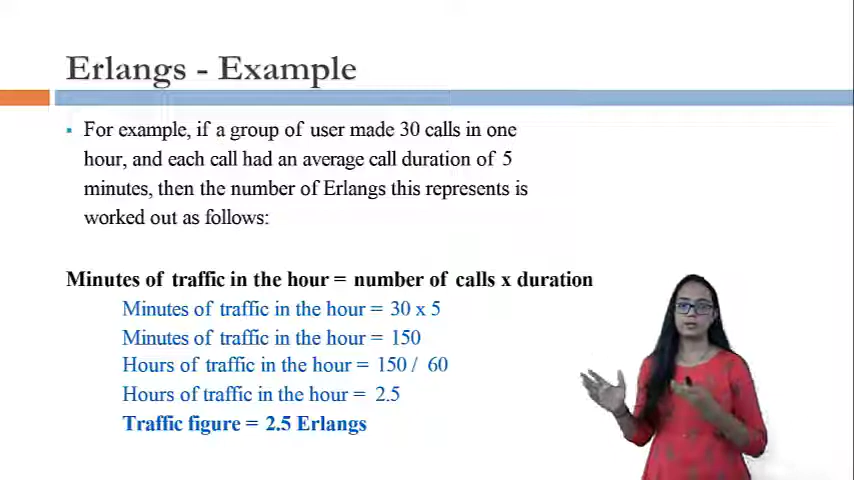 Erlangs - Example
For example, if a group of user made 30 calls in one
hour, and each call had an average call duration of 5
minutes, then the number of Erlangs this represents is
worked out as follows:
Minutes of traffic in the hour = number of calls x duration
Minutes of traffic in the hour = 30 x 5
Minutes of traffic in the hour = 150
Hours of traffic in the hour = 150 / 60
Hours of traffic in the hour = 2.5
Traffic figure = 2.5 Erlangs